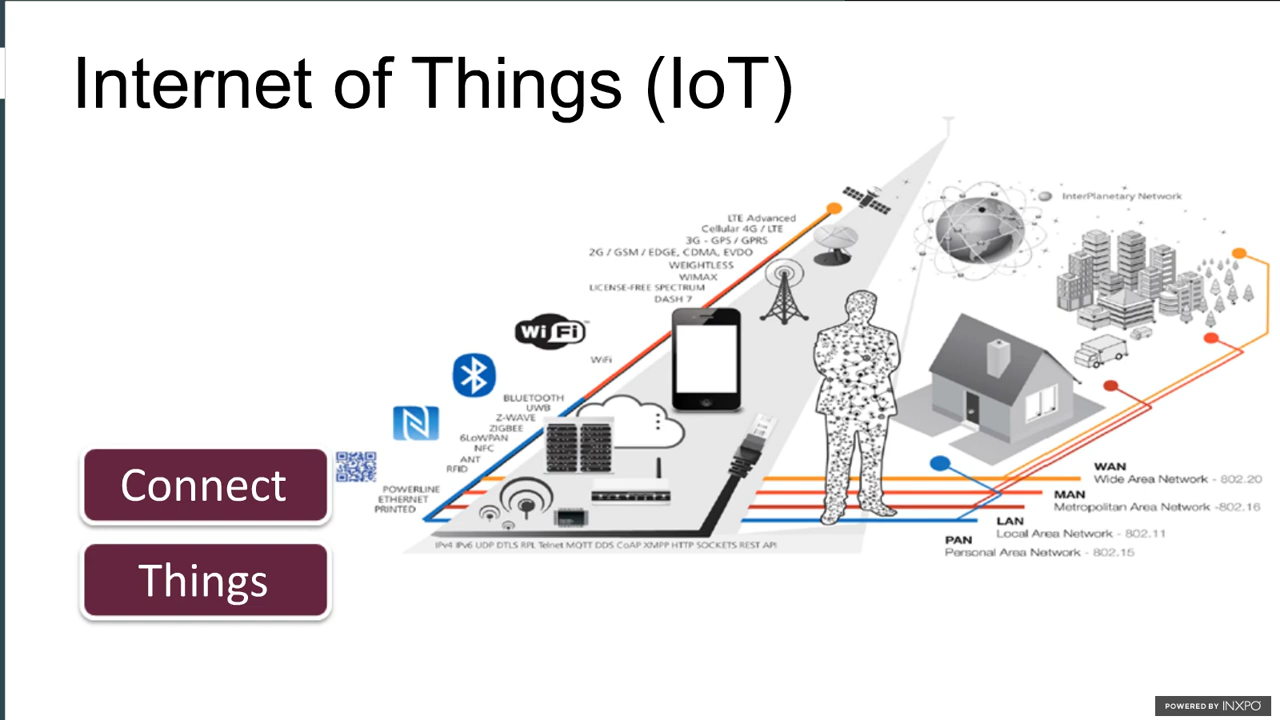 Internet of Things (IoT)
InterPlanetary Network
LTE Advanced
Cellular 4G / LTE
3G - GPS / GPRS
2G / GSM / EDGE, CDMA, EVDO
WEIGHTLESS
WIMAX
LICENSE-FREE SPECTRUM
DASH 7
Wi Fi
WiFi
BLUETOOTH
UWB
Z-WAVE
ZIGBEE
6LoWPAN
NFC
ANT
RFID
POWERLINE
ETHERNET
PRINTED
Connect
Things
WAN
Wide Area Network - 802.20
MAN
Metropolitan Area Network -802.16
LAN
Local Area Network - 802.11
PAN
Personal Area Network - 802.15
IPv4 IPv6 UDP DTLS RPL Telnet MQTT DDS CoAP XMPP HTTP SOCKETS REST API
POWERED BY INXPO